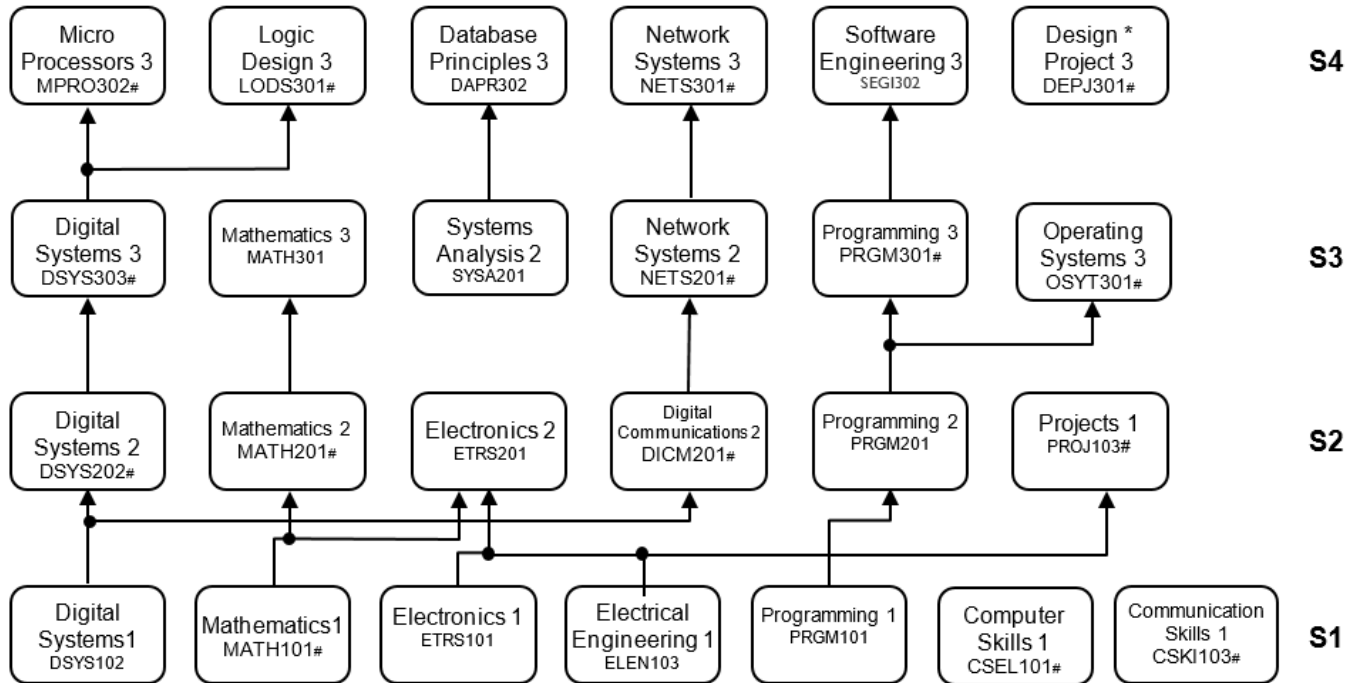 Micro
Processors 3
MPRO302#
Logic
Design 3
LODS301#
Database
Principles 3
DAPR302
Network
Systems 3
NETS301#
Software
Engineering 3
SEGI302
Design *
Project 3
DEPJ301#
S4
Digital
Systems 3
DSYS303#
Mathematics 3
MATH301
Systems
Analysis 2
SYSA201
Network
Systems 2
NETS201#
Programming 3
PRGM301#
Operating
Systems 3
OSYT301#
S3
Digital
Systems 2
DSYS202#
Mathematics 2
MATH201#
Electronics 2
ETRS201
Digital
Communications 2
DICM201#
Programming 2
PRGM201
Projects 1
PROJ103#
S2
Digital
Systems1
DSYS102
Mathematics1
MATH101#
Electronics 1
ETRS101
Electrical
Engineering 1
ELEN103
Programming 1
PRGM101
Computer
Skills 1
CSEL101#
Communication
Skills 1
CSKI103#
S1